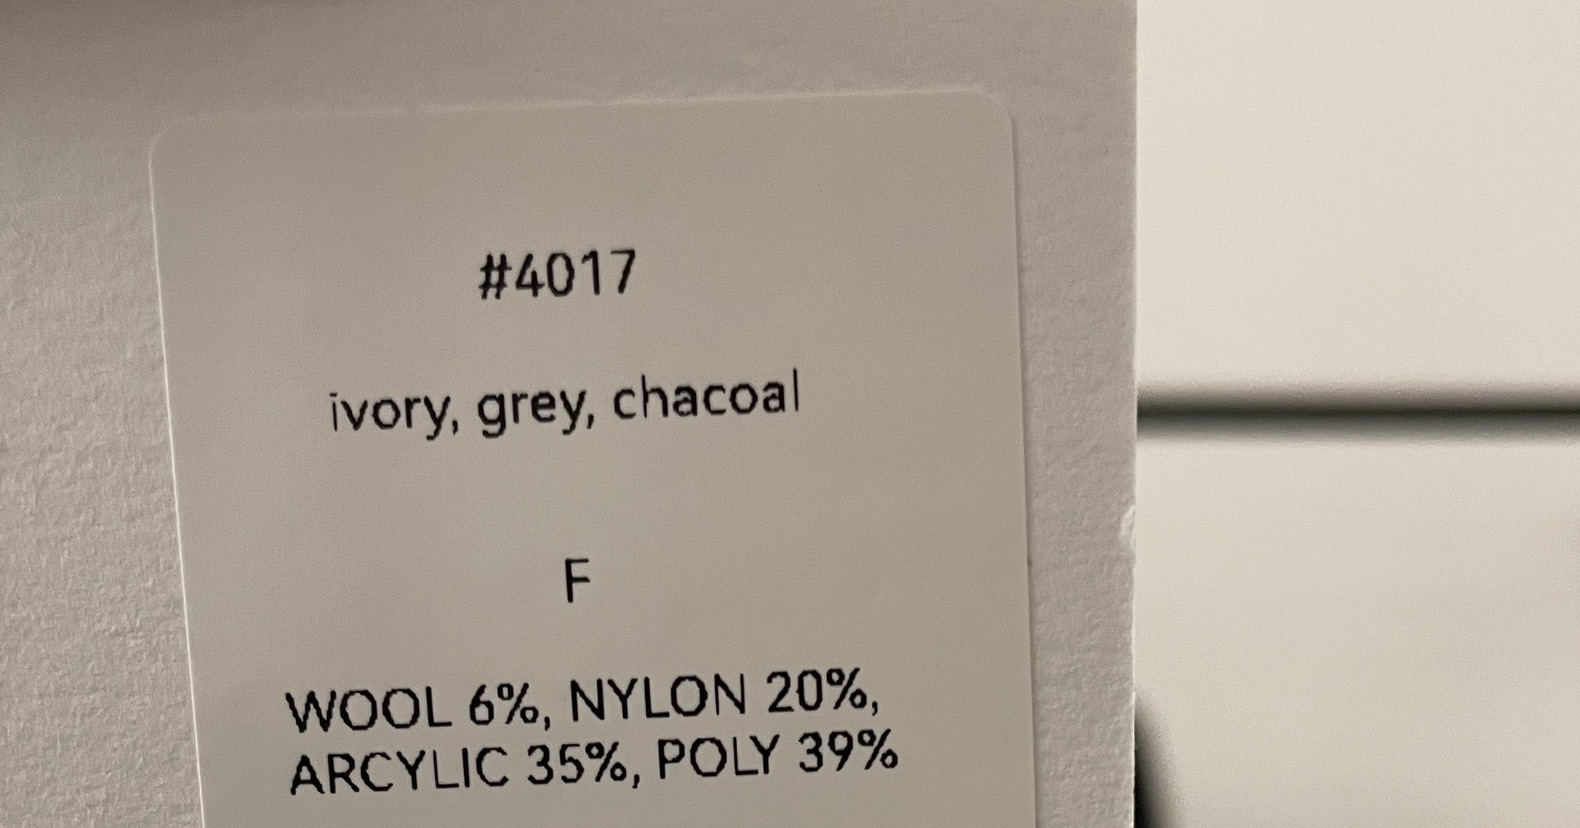 #4017
ivory, grey, chacoal
F
WOOL 6%, NYLON 20%,
ARCYLIC 35%, POLY 39%